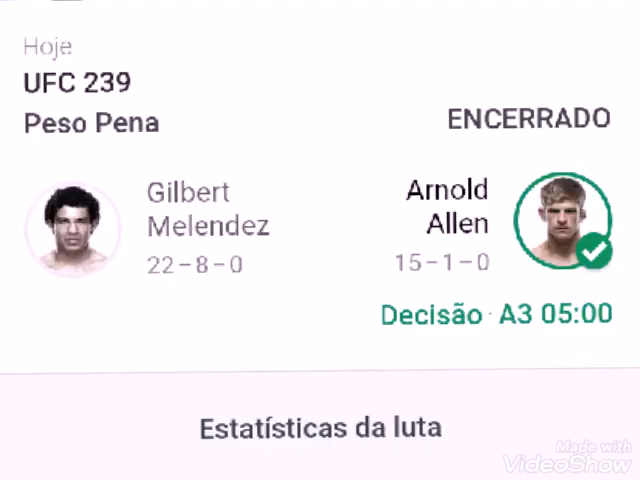 Hoje
UFC 239
Peso Pena
ENCERRADO
Gilbert
Melendez
22-8-0
Arnold
Allen
15-1-0
Decisão · A3 05:00
Estatísticas da luta
Made with
VideoShow